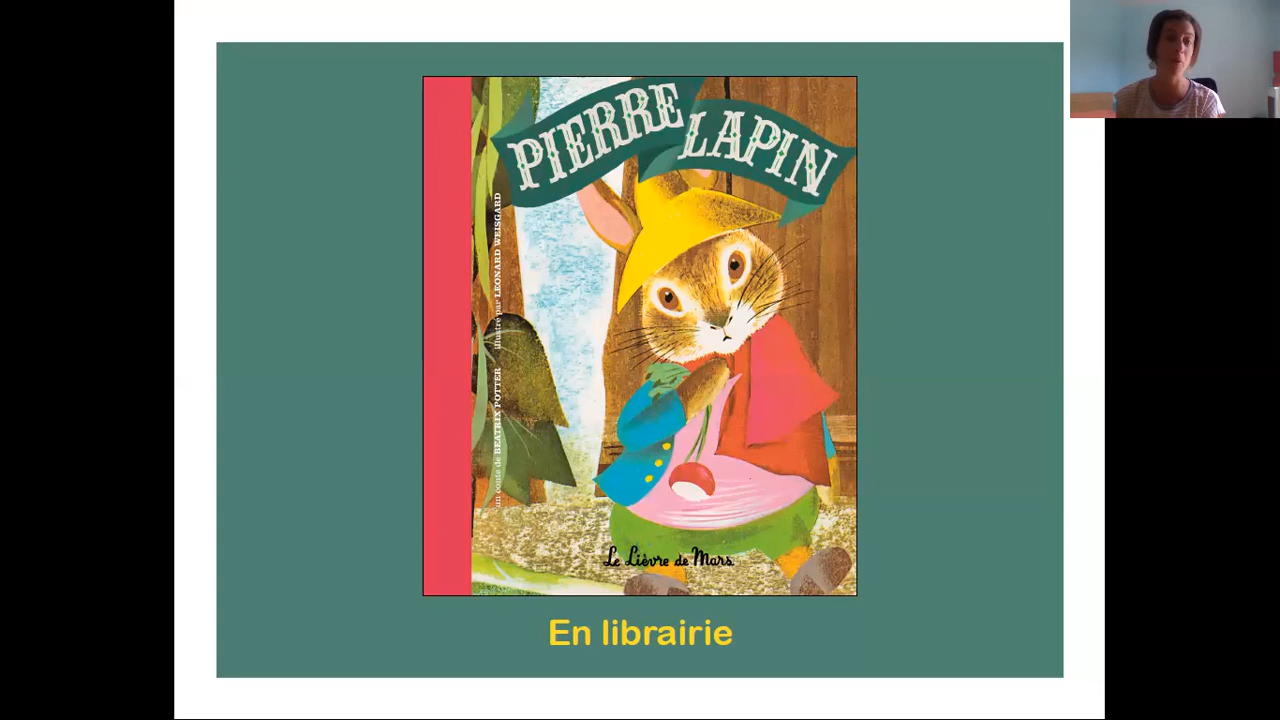 PIERRE LAPIN
un conte de BEATRIX POTTER illustré par LEONARD WEISGARD
Le Lièvre de Mars
En librairie